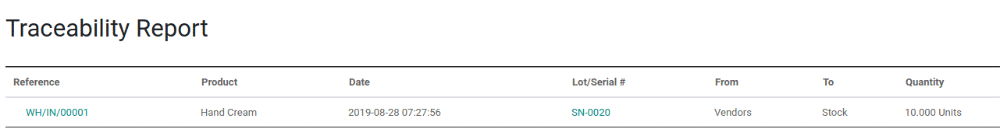 Traceability Report
Reference Product Date Lot/Serial # From To Quantity
WH/IN/00001 Hand Cream 2019-08-28 07:27:56 SN-0020 Vendors Stock 10.000 Units